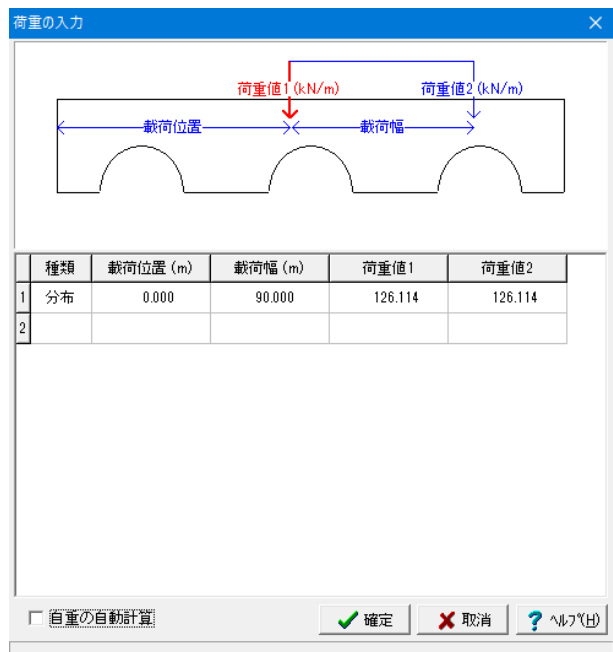 荷重の入力
荷重値1(kN/m) 荷重値2(kN/m)
載荷位置 載荷幅
種類 載荷位置(m) 載荷幅(m) 荷重値1 荷重値2
1 分布 0.000 90.000 126.114 126.114
2
自重の自動計算 確定 取消 ? ヘルプ(H)